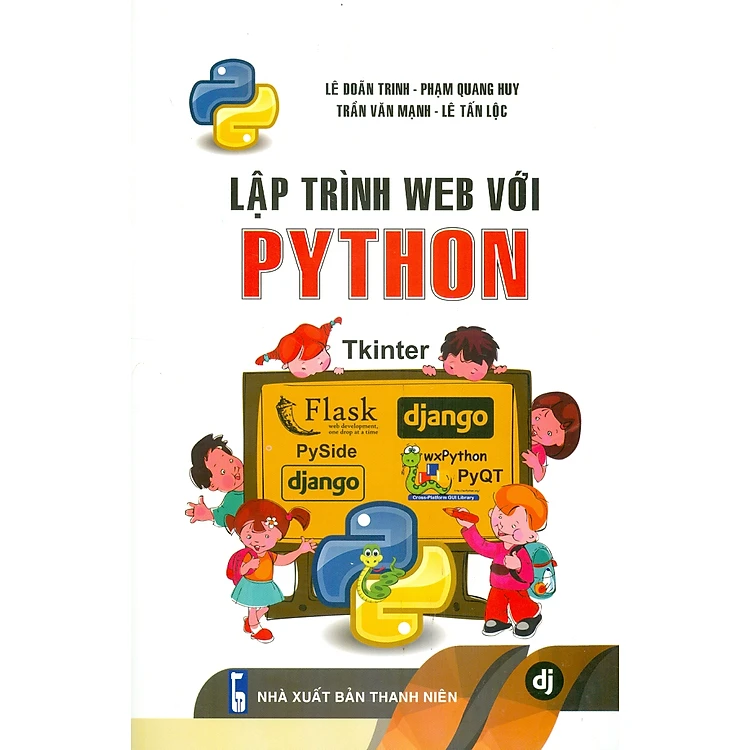 LÊ DOÃN TRINH - PHẠM QUANG HUY
TRẦN VĂN MẠNH - LÊ TẤN LỘC
LẬP TRÌNH WEB VỚI
PYTHON
Tkinter
Flask
web development,
one drop at a time
django
PySide
wxPython
PyQT
django
Cross-Platform GUI Library
NHÀ XUẤT BẢN THANH NIÊN
dj